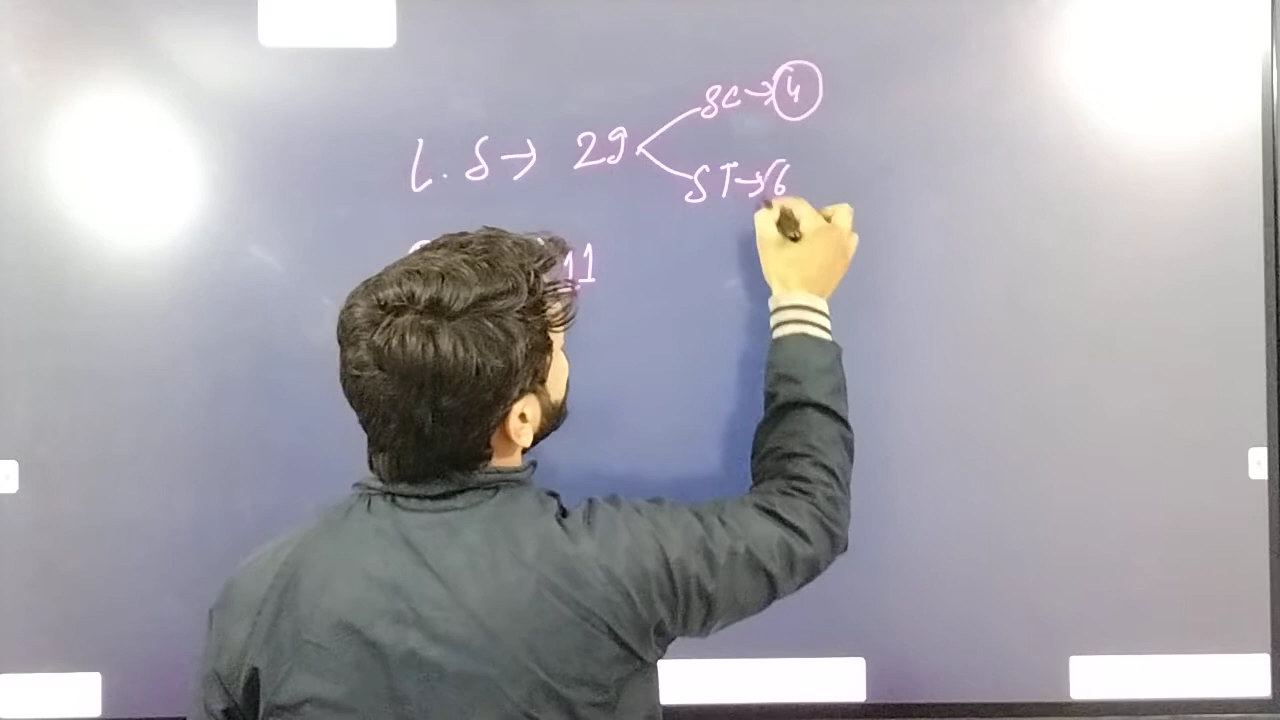 L.S → 29
SC → 4
ST → 6
11